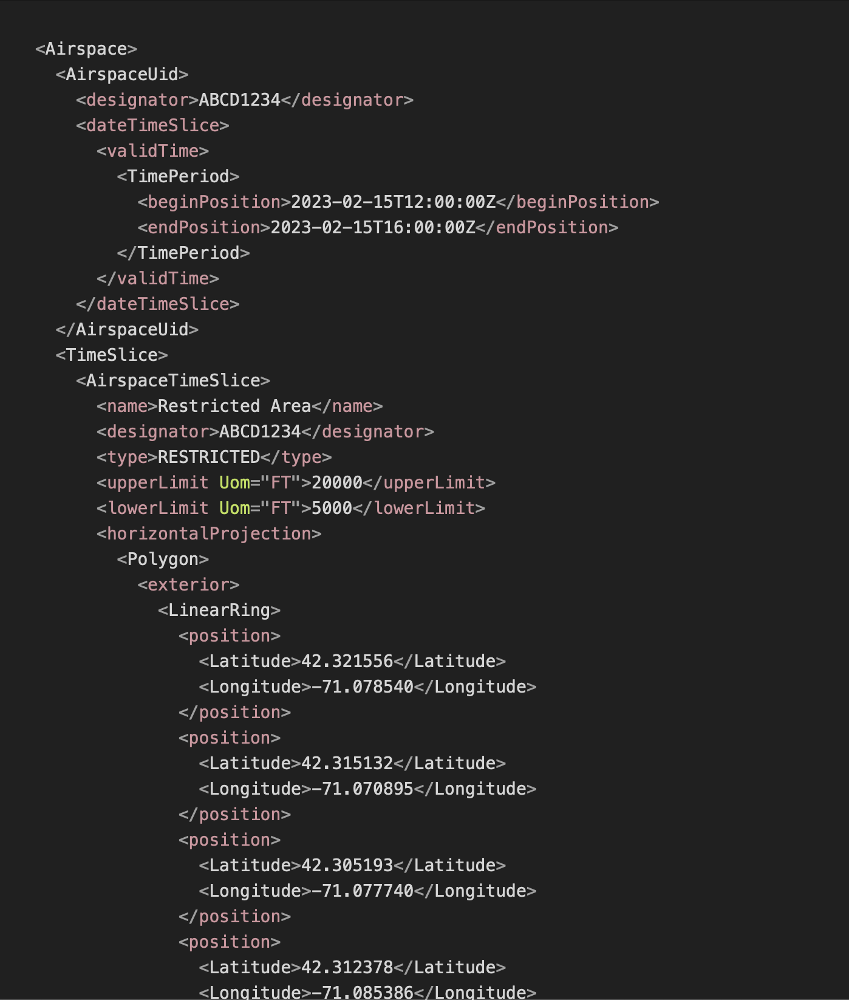 <Airspace>
  <AirspaceUid>
    <designator>ABCD1234</designator>
    <dateTimeSlice>
      <validTime>
        <TimePeriod>
          <beginPosition>2023-02-15T12:00:00Z</beginPosition>
          <endPosition>2023-02-15T16:00:00Z</endPosition>
        </TimePeriod>
      </validTime>
    </dateTimeSlice>
  </AirspaceUid>
  <TimeSlice>
    <AirspaceTimeSlice>
      <name>Restricted Area</name>
      <designator>ABCD1234</designator>
      <type>RESTRICTED</type>
      <upperLimit Uom="FT">20000</upperLimit>
      <lowerLimit Uom="FT">5000</lowerLimit>
      <horizontalProjection>
        <Polygon>
          <exterior>
            <LinearRing>
              <position>
                <Latitude>42.321556</Latitude>
                <Longitude>-71.078540</Longitude>
              </position>
              <position>
                <Latitude>42.315132</Latitude>
                <Longitude>-71.070895</Longitude>
              </position>
              <position>
                <Latitude>42.305193</Latitude>
                <Longitude>-71.077740</Longitude>
              </position>
              <position>
                <Latitude>42.312378</Latitude>
                <Longitude>-71.085386</Longitude>